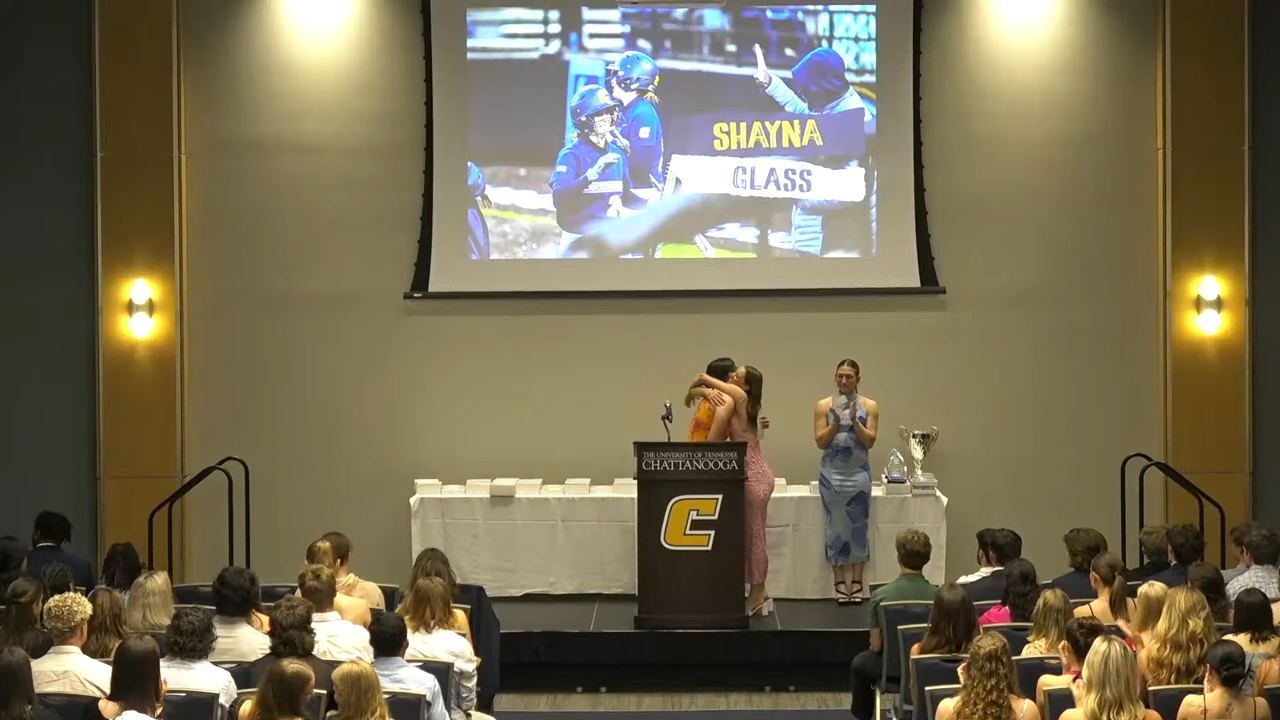 SHAYNA
GLASS
THE UNIVERSITY OF TENNESSEE
CHATTANOOGA
C